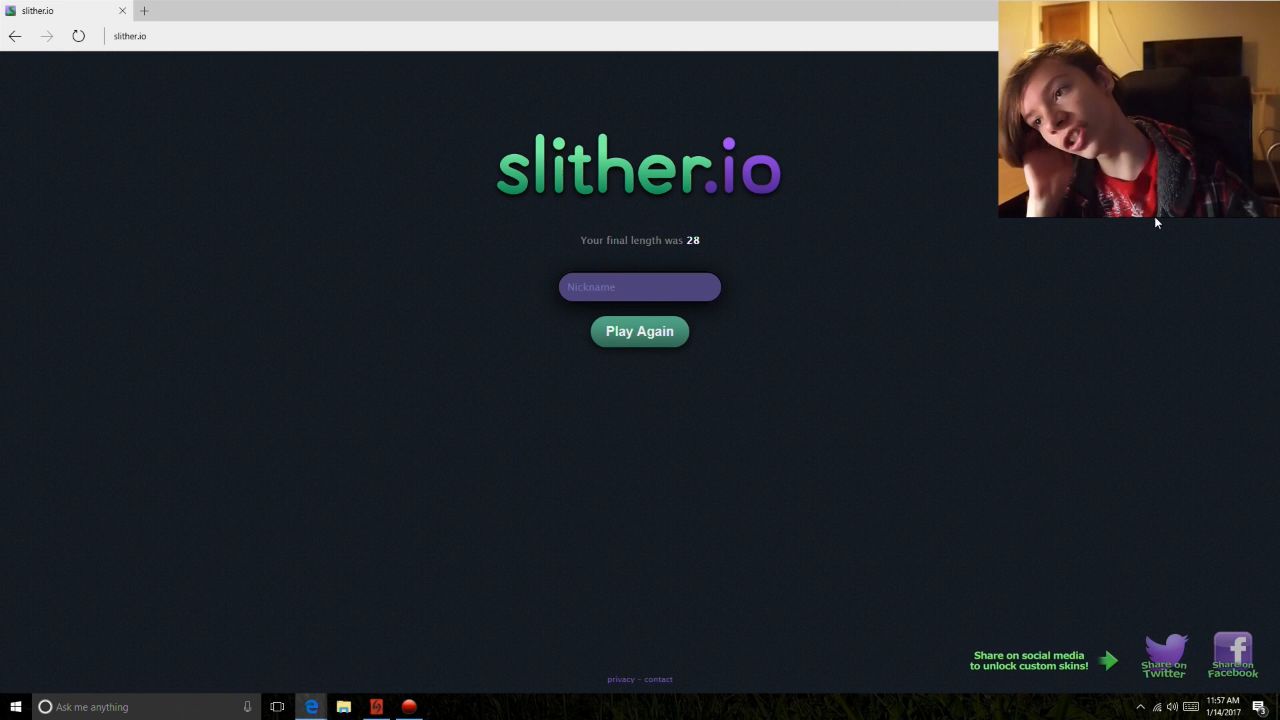 slither.io
slither.io
slither.io
Your final length was 28
Nickname
Play Again
Share on social media
to unlock custom skins!
Share on
Twitter
Share on
Facebook
privacy - contact
Ask me anything
11:57 AM
1/14/2017
3